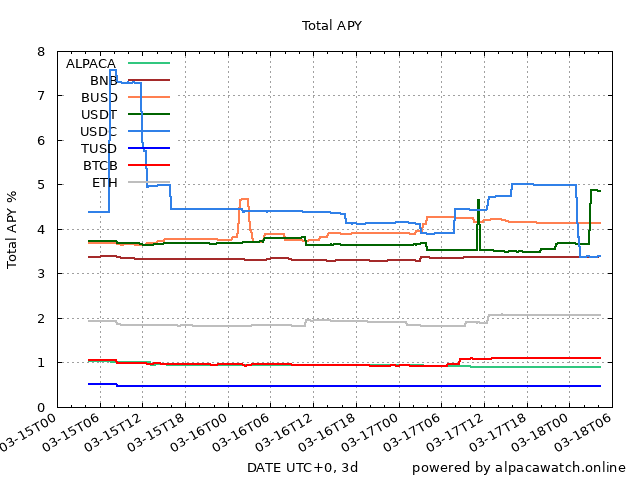 Total APY
Total APY %
8
7
6
5
4
3
2
1
0
ALPACA
BNB
BUSD
USDT
USDC
TUSD
BTCB
ETH
03-15T00
03-15T06
03-15T12
03-15T18
03-16T00
03-16T06
03-16T12
03-16T18
03-17T00
03-17T06
03-17T12
03-18T00
03-18T06
DATE UTC+0, 3d
powered by alpacawatch.online